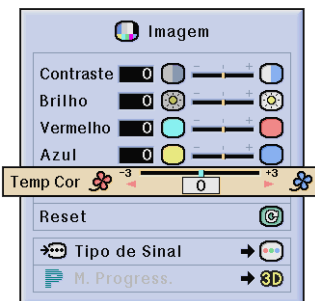 Imagem
Contraste 0 - +
Brilho 0 - +
Vermelho 0 - +
Azul 0 - +
Temp Cor -3 0 +3
Reset
Tipo de Sinal
P M. Progress. 3D